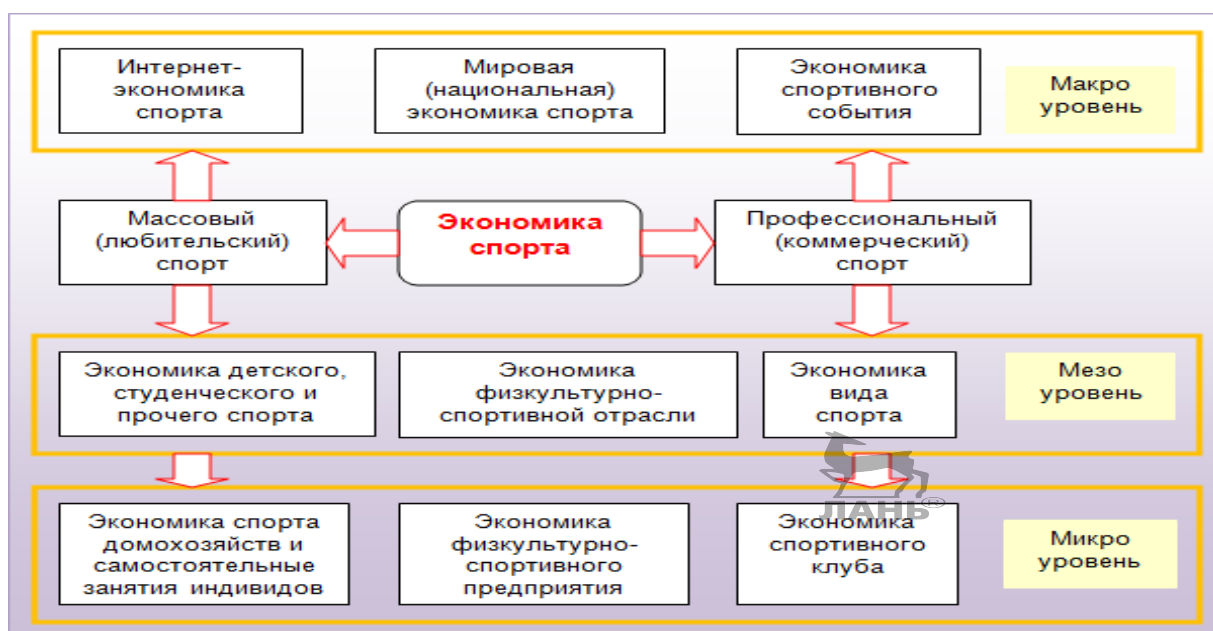 Интернет-
экономика
спорта
Мировая
(национальная)
экономика спорта
Экономика
спортивного
события
Макро
уровень
Массовый
(любительский)
спорт
Экономика
спорта
Профессиональный
(коммерческий)
спорт
Экономика детского,
студенческого и
прочего спорта
Экономика
физкультурно-
спортивной отрасли
Экономика
вида
спорта
Мезо
уровень
Экономика спорта
домохозяйств и
самостоятельные
занятия индивидов
Экономика
физкультурно-
спортивного
предприятия
Экономика
спортивного
клуба
Микро
уровень
ЛАНЬ®